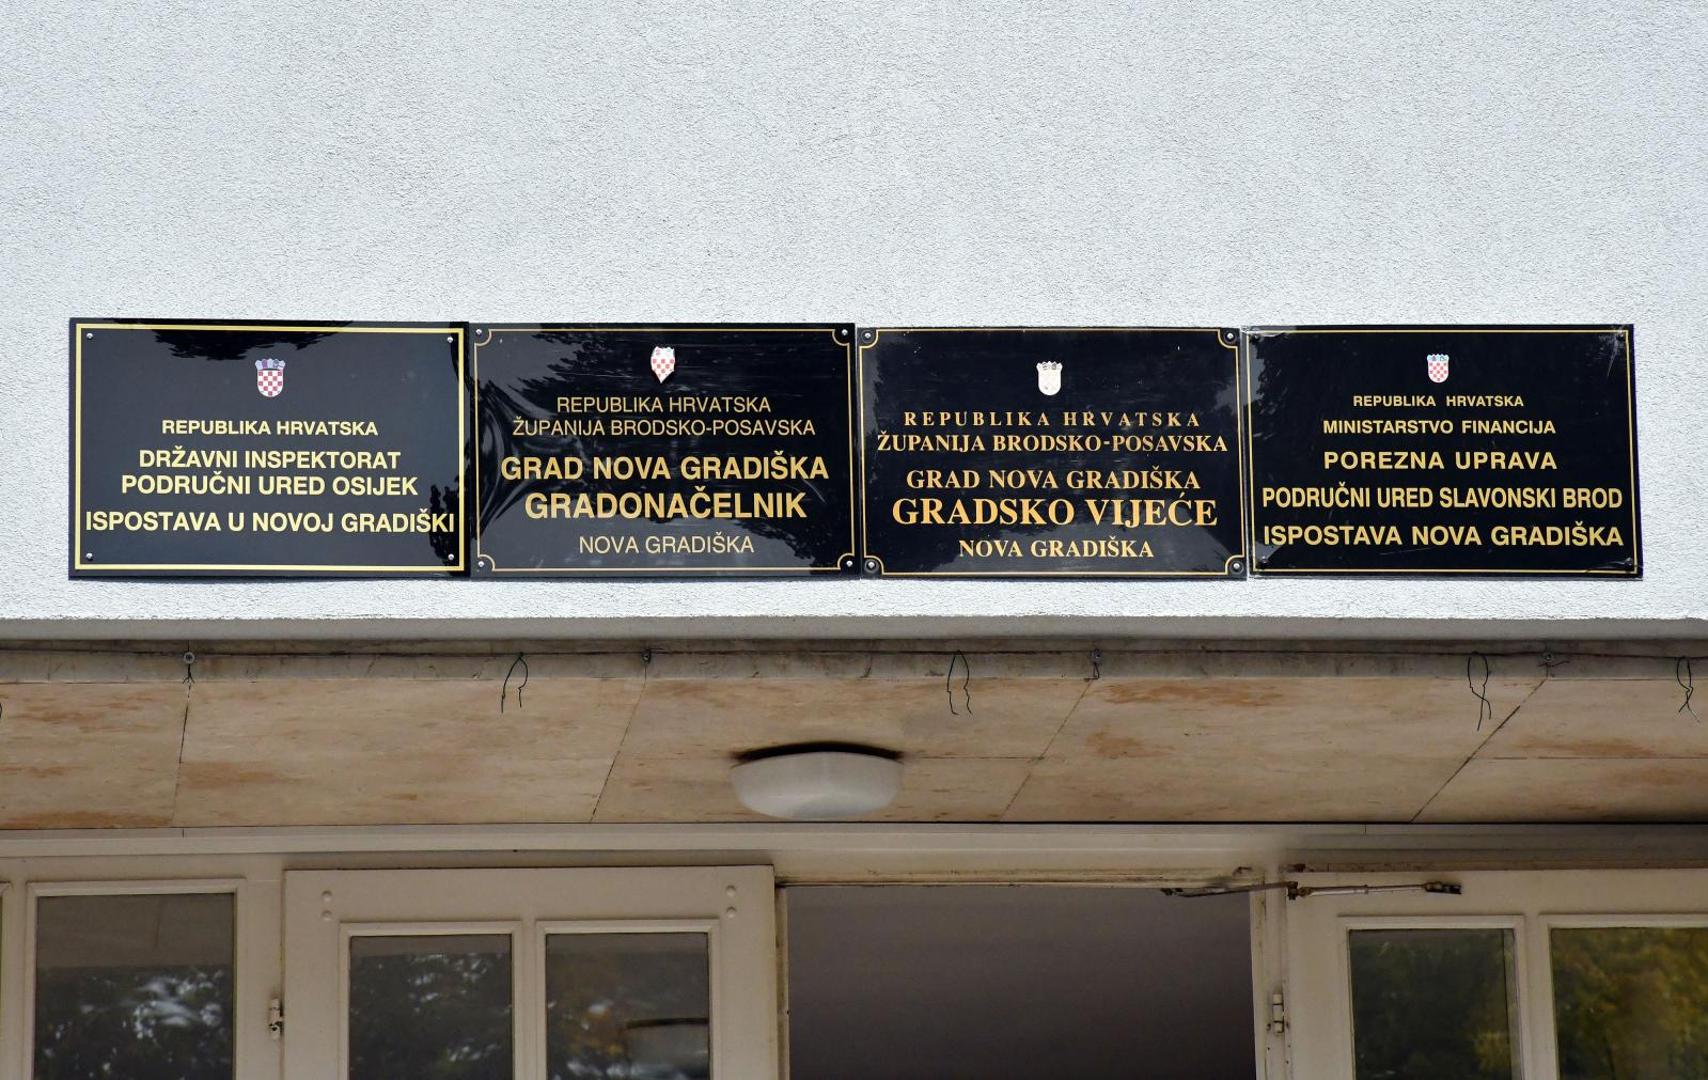 REPUBLIKA HRVATSKA
DRŽAVNI INSPEKTORAT
PODRUČNI URED OSIJEK
ISPOSTAVA U NOVOJ GRADIŠKI
REPUBLIKA HRVATSKA
ŽUPANIJA BRODSKO-POSAVSKA
GRAD NOVA GRADIŠKA
GRADONAČELNIK
NOVA GRADIŠKA
REPUBLIKA HRVATSKA
ŽUPANIJA BRODSKO-POSAVSKA
GRAD NOVA GRADIŠKA
GRADSKO VIJEĆE
NOVA GRADIŠKA
REPUBLIKA HRVATSKA
MINISTARSTVO FINANCIJA
POREZNA UPRAVA
PODRUČNI URED SLAVONSKI BROD
ISPOSTAVA NOVA GRADIŠKA